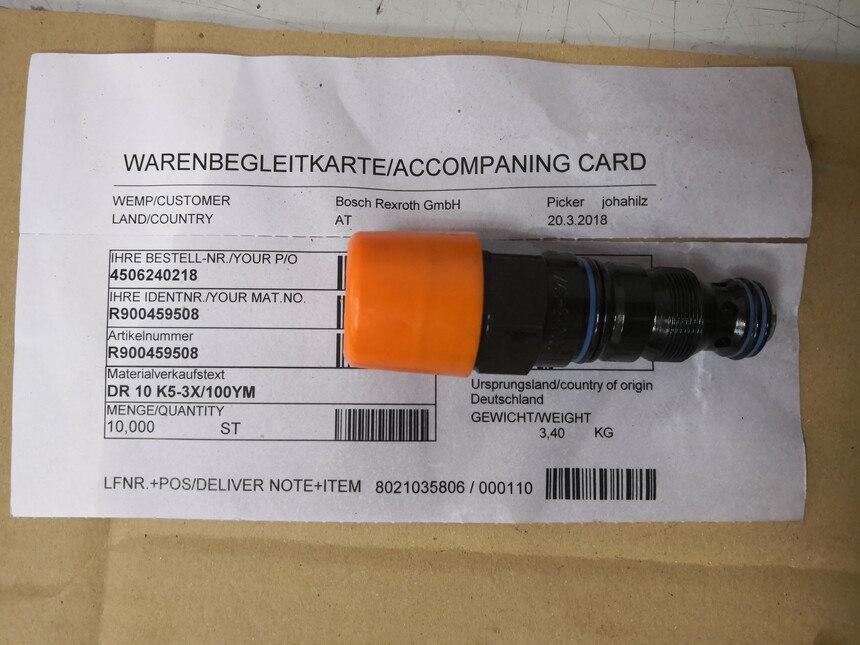 WARENBEGLEITKARTE/ACCOMPANING CARD
WEMP/CUSTOMER Bosch Rexroth GmbH Picker johahilz
LAND/COUNTRY AT 20.3.2018
IHRE BESTELL-NR./YOUR P/O
4506240218
IHRE IDENTNR./YOUR MAT.NO.
R900459508
Artikelnummer
R900459508
Materialverkaufstext
DR 10 K5-3X/100YM
MENGE/QUANTITY
10,000 ST
Ursprungsland/country of origin
Deutschland
GEWICHT/WEIGHT
3,40 KG
LFNR.+POS/DELIVER NOTE+ITEM 8021035806 / 000110